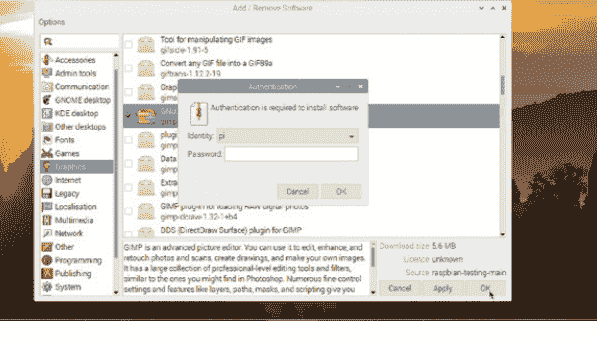 Add / Remove Software
Options
Accessories
Admin tools
Communication
GNOME desktop
KDE desktop
Other desktops
Fonts
Games
Graphics
Internet
Legacy
Localisation
Multimedia
Network
Other
Programming
Publishing
System
Tool for manipulating GIF images
gifsicle-1.91-5
Convert any GIF file into a GIF89a
giftrans-1.12.2-19
Authentication
Authentication is required to install software
Identity: pi
Password:
Cancel OK
GIMP plugin for loading RAW digital photos
gimp-dcraw-1.32-1+b4
DDS (DirectDraw Surface) plugin for GIMP
GIMP is an advanced picture editor. You can use it to edit, enhance, and
retouch photos and scans, create drawings, and make your own images.
It has a large collection of professional-level editing tools and filters,
similar to the ones you might find in Photoshop. Numerous fine-control
settings and features like layers, paths, masks, and scripting give you
Download size 5.6 MB
Licence unknown
Source raspbian-testing-main
Cancel Apply OK